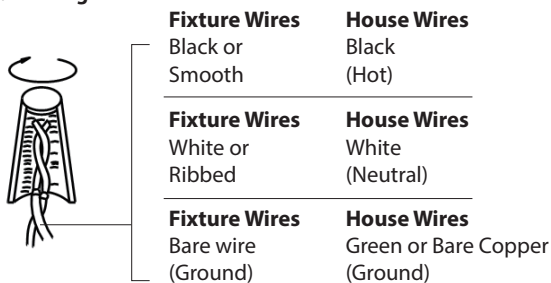 Fixture Wires House Wires
Black or Black
Smooth (Hot)
Fixture Wires House Wires
White or White
Ribbed (Neutral)
Fixture Wires House Wires
Bare wire Green or Bare Copper
(Ground) (Ground)